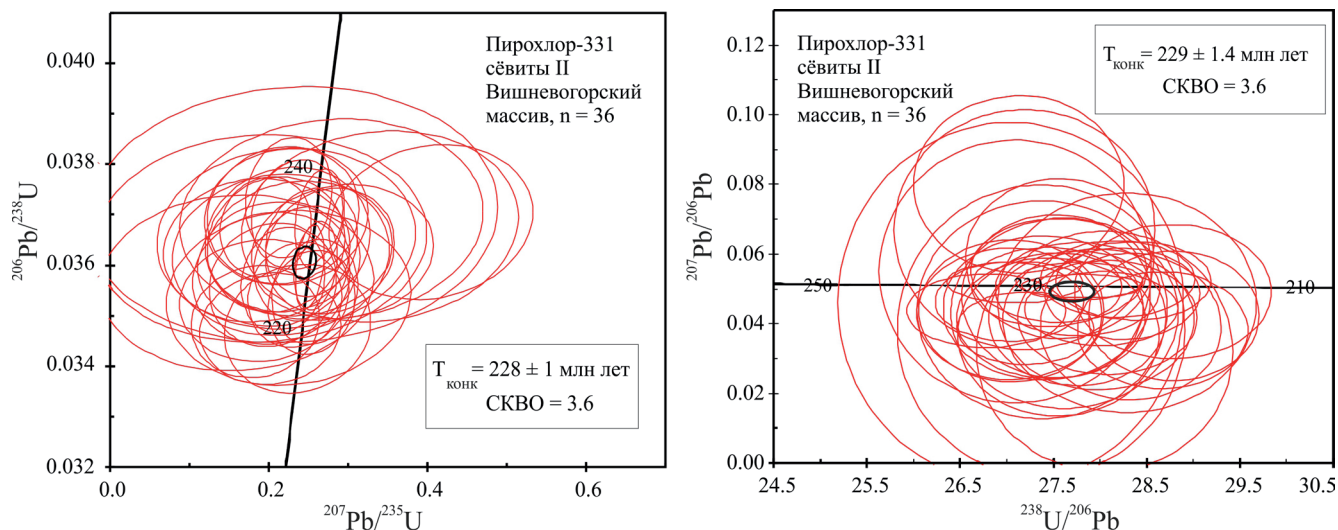 0.040
0.038
0.036
0.034
0.032
0.0
0.2
0.4
0.6
²⁰⁶Pb/²³⁸U
²⁰⁷Pb/²³⁵U
Пирохлор-331
сёвиты II
Вишневогорский
массив, n = 36
240
220
Tконк = 228 ± 1 млн лет
СКВО = 3.6
0.12
0.10
0.08
0.06
0.04
0.02
0.00
24.5
25.5
26.5
27.5
28.5
29.5
30.5
²⁰⁷Pb/²⁰⁶Pb
²³⁸U/²⁰⁶Pb
Пирохлор-331
сёвиты II
Вишневогорский
массив, n = 36
Tконк = 229 ± 1.4 млн лет
СКВО = 3.6
250
230
210